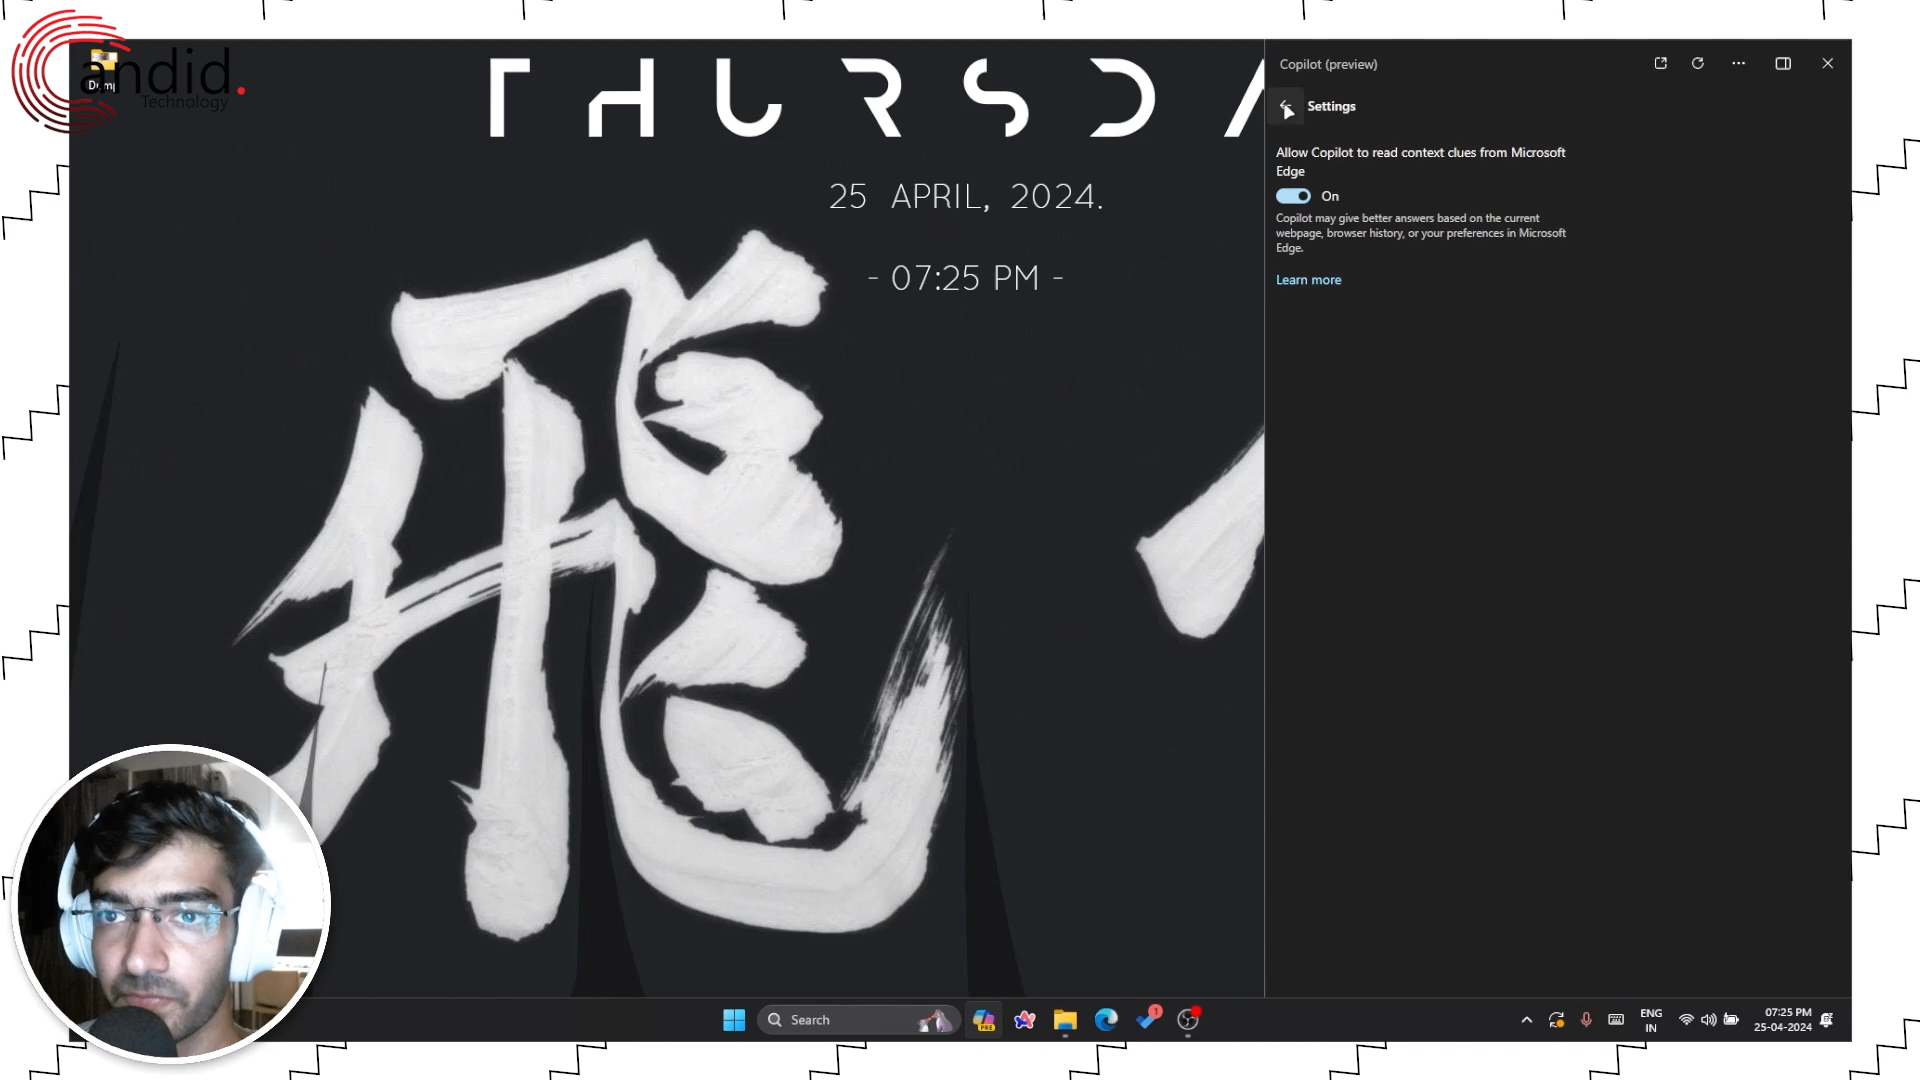 andid.
Technology
THURSDA
25 APRIL, 2024.
- 07:25 PM -
飛
Copilot (preview)
Settings
Allow Copilot to read context clues from Microsoft
Edge
On
Copilot may give better answers based on the current
webpage, browser history, or your preferences in Microsoft
Edge.
Learn more
Search
PRE
1
ENG
IN
07:25 PM
25-04-2024